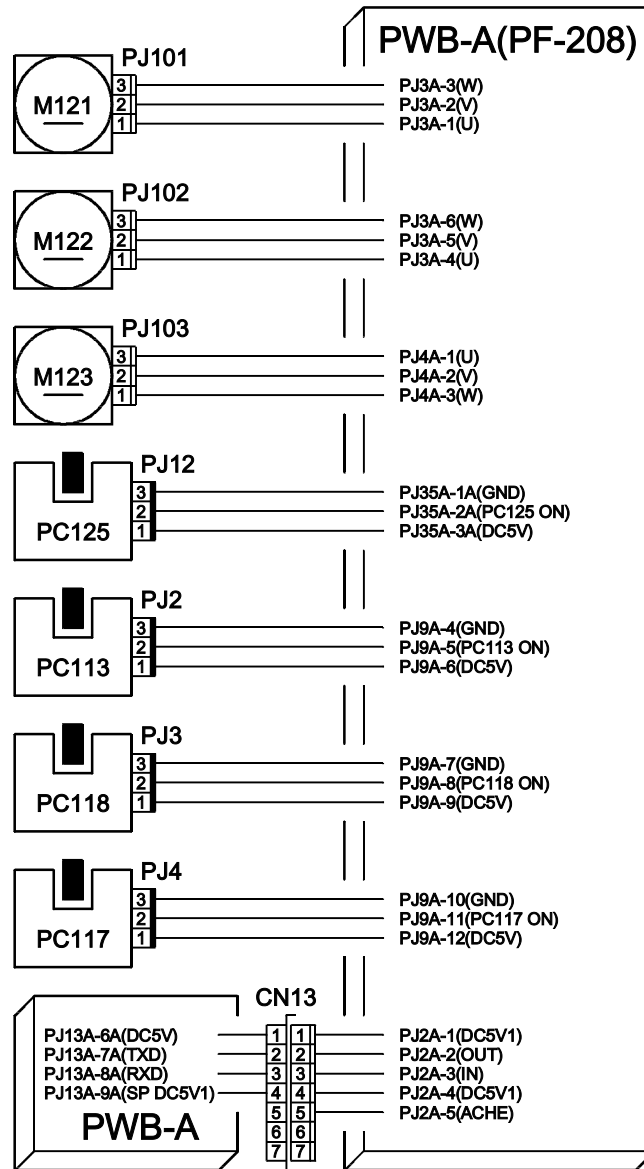 PWB-A(PF-208)
PJ101
M121
3 PJ3A-3(W)
2 PJ3A-2(V)
1 PJ3A-1(U)
PJ102
M122
3 PJ3A-6(W)
2 PJ3A-5(V)
1 PJ3A-4(U)
PJ103
M123
3 PJ4A-1(U)
2 PJ4A-2(V)
1 PJ4A-3(W)
PJ12
PC125
3 PJ35A-1A(GND)
2 PJ35A-2A(PC125 ON)
1 PJ35A-3A(DC5V)
PJ2
PC113
3 PJ9A-4(GND)
2 PJ9A-5(PC113 ON)
1 PJ9A-6(DC5V)
PJ3
PC118
3 PJ9A-7(GND)
2 PJ9A-8(PC118 ON)
1 PJ9A-9(DC5V)
PJ4
PC117
3 PJ9A-10(GND)
2 PJ9A-11(PC117 ON)
1 PJ9A-12(DC5V)
CN13
PJ13A-6A(DC5V) 1 1 PJ2A-1(DC5V1)
PJ13A-7A(TXD) 2 2 PJ2A-2(OUT)
PJ13A-8A(RXD) 3 3 PJ2A-3(IN)
PJ13A-9A(SP DC5V1) 4 4 PJ2A-4(DC5V1)
5 5 PJ2A-5(ACHE)
6 6
7 7
PWB-A